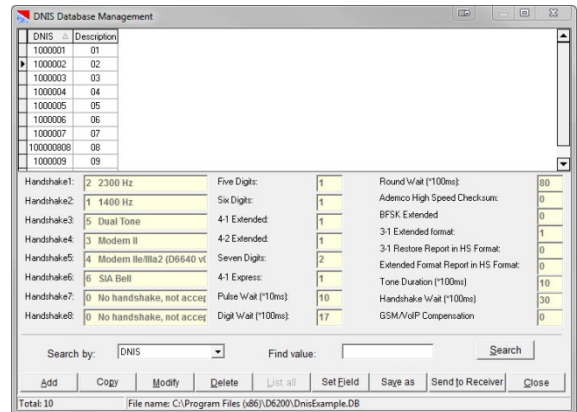 DNIS Database Management
DNIS Description
1000001 01
1000002 02
1000003 03
1000004 04
1000005 05
1000006 06
1000007 07
100000808 08
1000009 09
Handshake1: 2 2300 Hz Five Digits: 1 Round Wait (*100ms): 80
Handshake2: 1 1400 Hz Six Digits: 1 Ademco High Speed Checksum: 0
Handshake3: 5 Dual Tone 4-1 Extended: 1 BFSK Extended 0
Handshake4: 3 Modem II 4-2 Extended: 1 3-1 Extended format: 1
Handshake5: 4 Modem IIe/IIIa2 (D6640 v( Seven Digits: 2 3-1 Restore Report in HS Format: 0
Handshake6: 6 SIA Bell 4-1 Express: 1 Extended Format Report in HS Format: 0
Handshake7: 0 No handshake, not accep Pulse Wait (*10ms): 10 Tone Duration (*100ms) 10
Handshake8: 0 No handshake, not accep Digit Wait (*100ms): 17 Handshake Wait (*100ms) 30
GSM/VoIP Compensation 0
Search by: DNIS Find value: Search
Add Copy Modify Delete List all Set Field Save as Send to Receiver Close
Total: 10 File name: C:\Program Files (x86)\D6200\DnisExample.DB